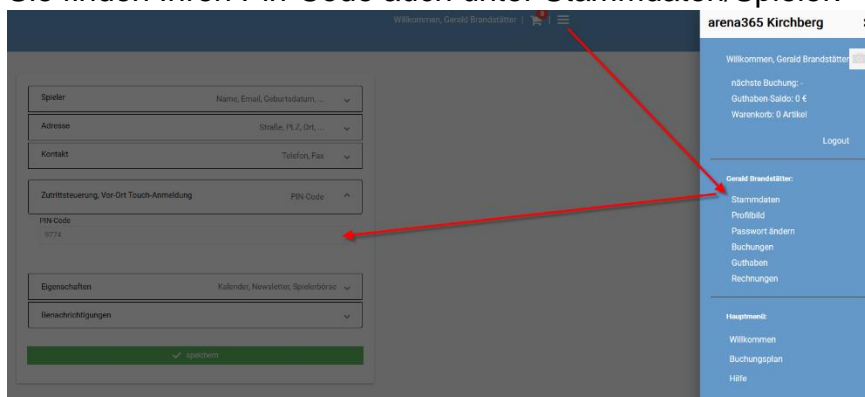 Sie finden Ihren Pin-Code auch unter Stammdaten/Spieler:
Willkommen, Gerald Brandstätter |
arena365 Kirchberg
Willkommen, Gerald Brandstätter
nächste Buchung: -
Guthaben-Saldo: 0 €
Warenkorb: 0 Artikel
Logout
Gerald Brandstätter:
Stammdaten
Profilbild
Passwort ändern
Buchungen
Guthaben
Rechnungen
Hauptmenü:
Willkommen
Buchungsplan
Hilfe
Spieler Name, Email, Geburtsdatum, ...
Adresse Straße, PLZ, Ort, ...
Kontakt Telefon, Fax
Zutrittsteuerung, Vor-Ort Touch-Anmeldung PIN-Code
PIN-Code
9774
Eigenschaften Kalender, Newsletter, Spielerbörse
Benachrichtigungen
speichern